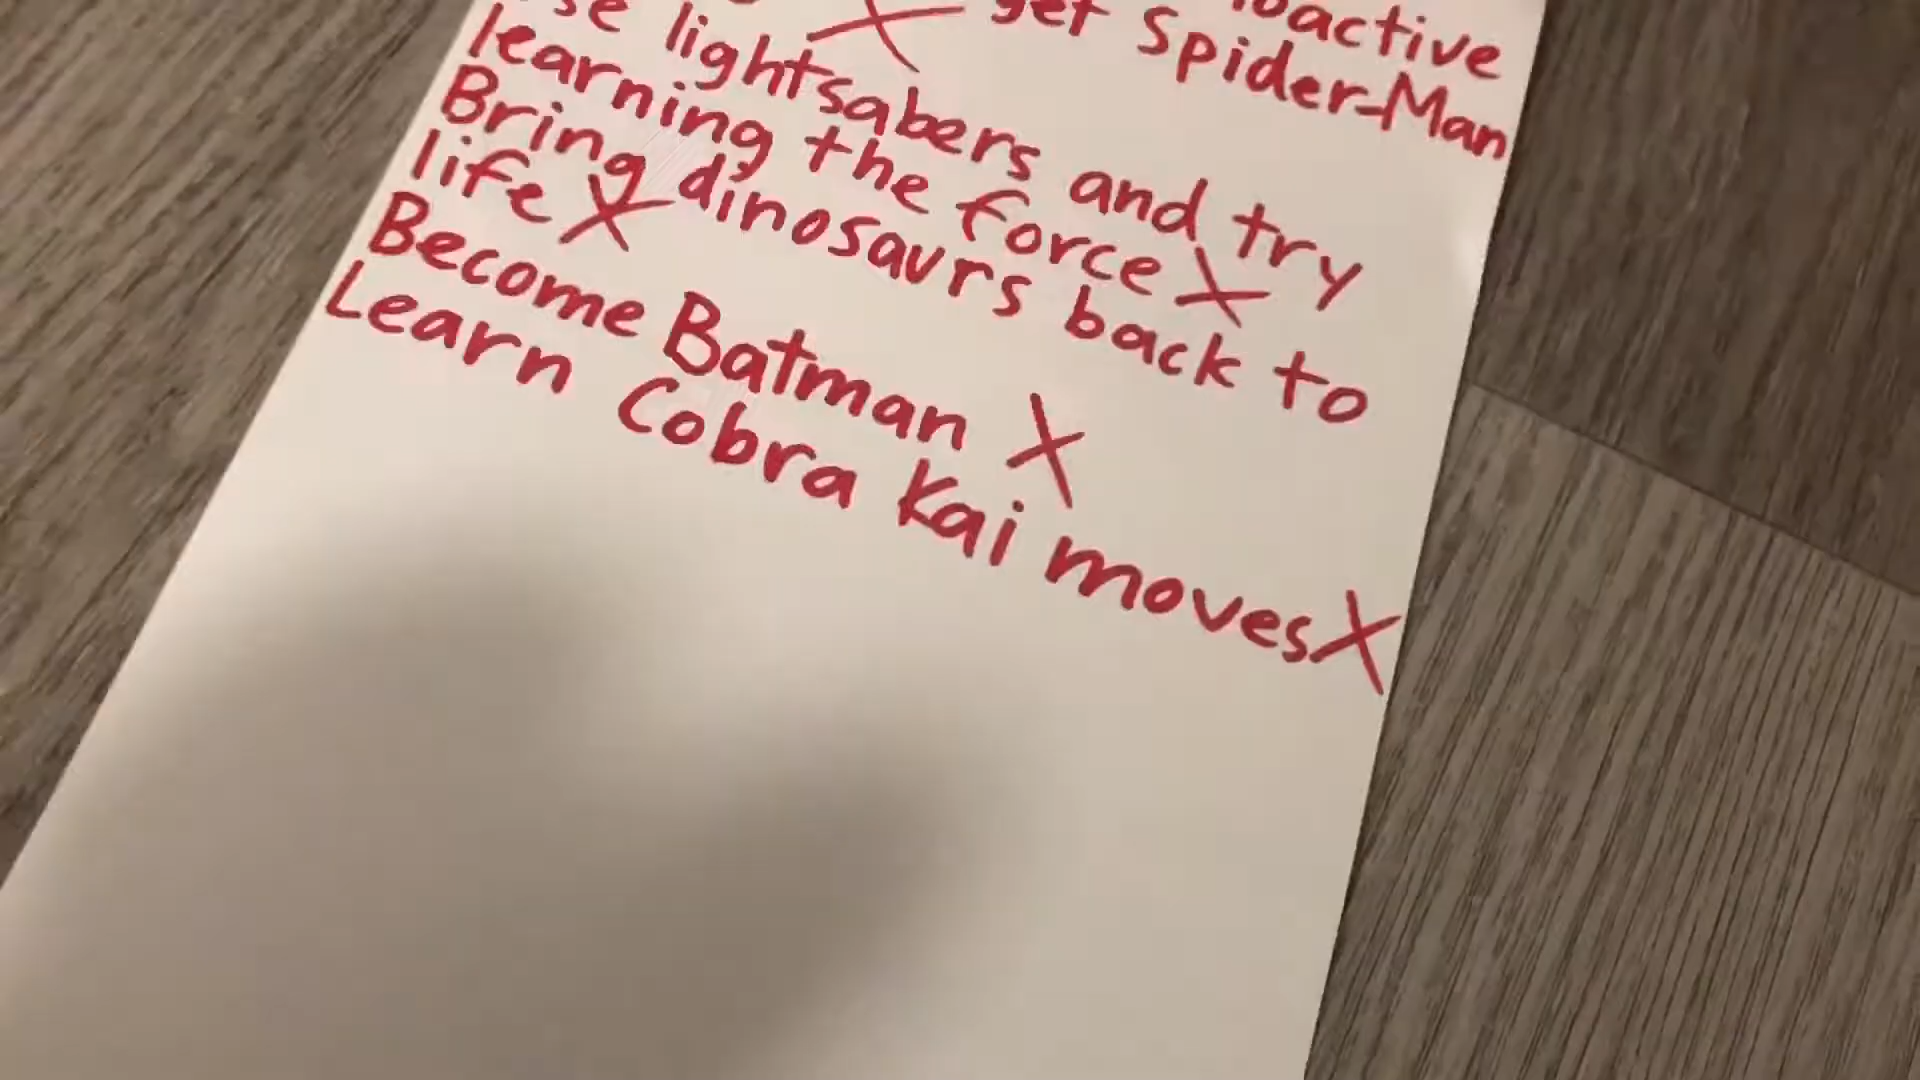 get Spider-Man
lightsabers and try
learning the force X
Bring dinosaurs back to
life X
Become Batman X
Learn Cobra Kai moves X